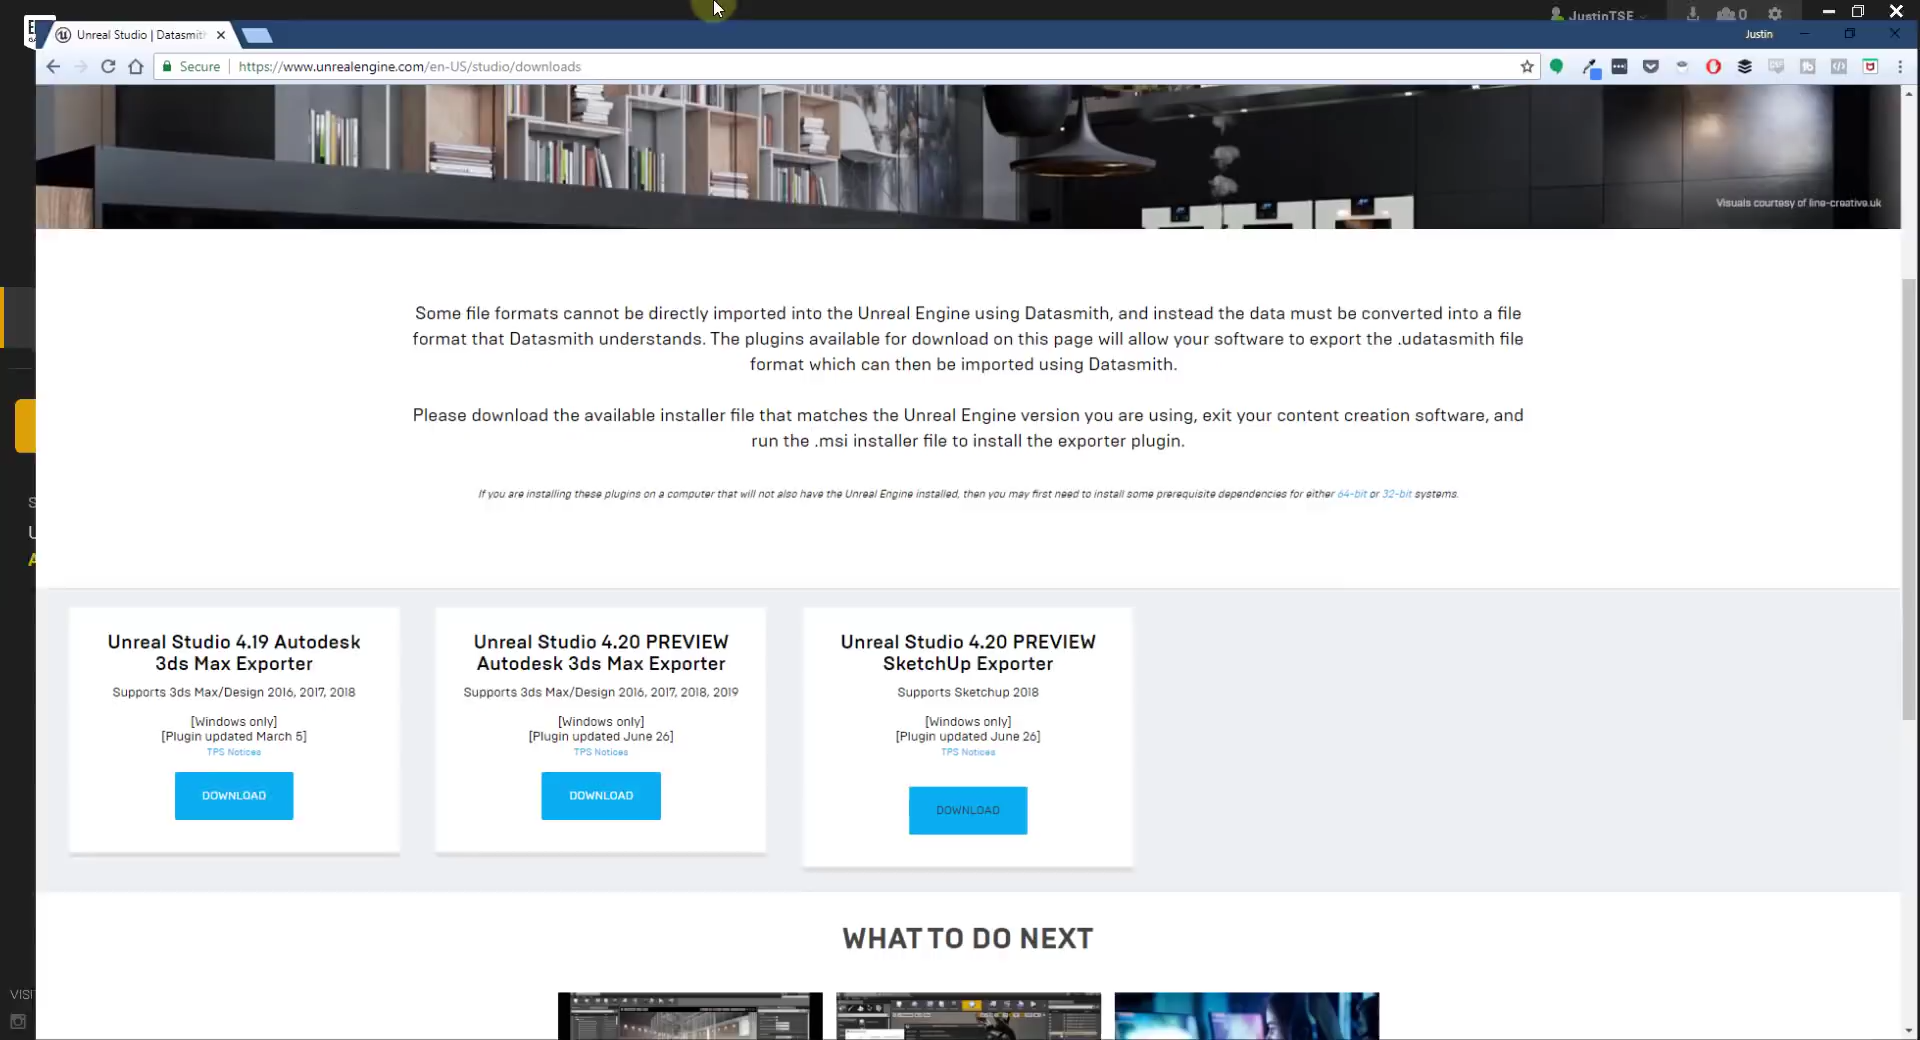 JustinTSE
0
Unreal Studio | Datasmith
Justin
Secure
https://www.unrealengine.com/en-US/studio/downloads
Visuals courtesy of line-creative.uk
Some file formats cannot be directly imported into the Unreal Engine using Datasmith, and instead the data must be converted into a file
format that Datasmith understands. The plugins available for download on this page will allow your software to export the .udatasmith file
format which can then be imported using Datasmith.
Please download the available installer file that matches the Unreal Engine version you are using, exit your content creation software, and
run the .msi installer file to install the exporter plugin.
If you are installing these plugins on a computer that will not also have the Unreal Engine installed, then you may first need to install some prerequisite dependencies for either 64-bit or 32-bit systems.
Unreal Studio 4.19 Autodesk
3ds Max Exporter
Supports 3ds Max/Design 2016, 2017, 2018
[Windows only]
[Plugin updated March 5]
TPS Notices
DOWNLOAD
Unreal Studio 4.20 PREVIEW
Autodesk 3ds Max Exporter
Supports 3ds Max/Design 2016, 2017, 2018, 2019
[Windows only]
[Plugin updated June 26]
TPS Notices
DOWNLOAD
Unreal Studio 4.20 PREVIEW
SketchUp Exporter
Supports Sketchup 2018
[Windows only]
[Plugin updated June 26]
TPS Notices
DOWNLOAD
WHAT TO DO NEXT
VISIT